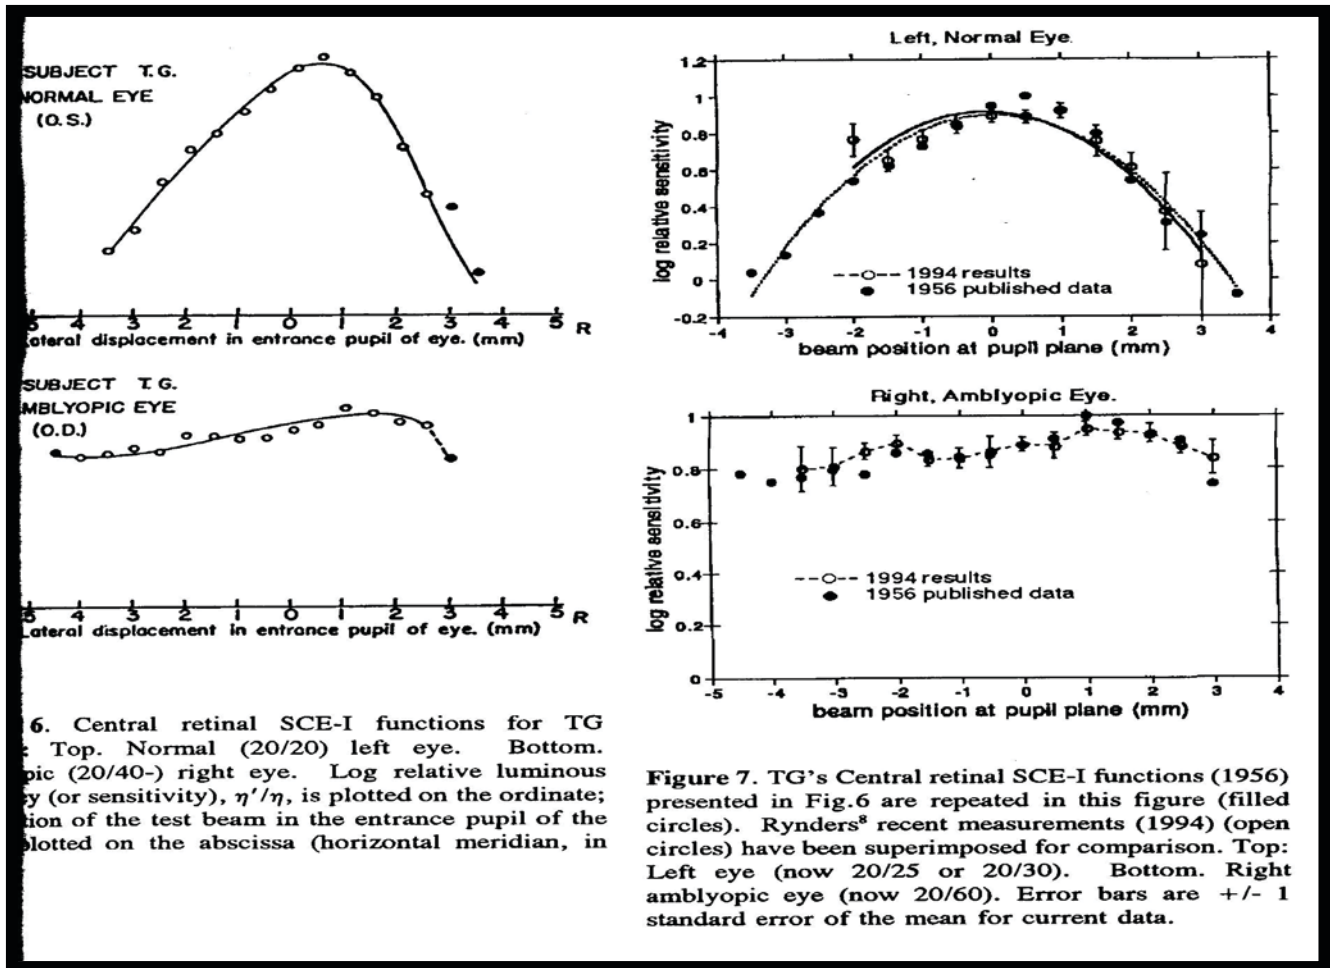 SUBJECT T.G.
NORMAL EYE
(O.S.)
5 4 3 2 1 0 1 2 3 4 5 R
Lateral displacement in entrance pupil of eye. (mm)
SUBJECT T.G.
MBLYOPIC EYE
(O.D.)
5 4 3 2 1 0 1 2 3 4 5 R
Lateral displacement in entrance pupil of eye. (mm)
6. Central retinal SCE-I functions for TG
: Top. Normal (20/20) left eye. Bottom.
pic (20/40-) right eye. Log relative luminous
y (or sensitivity), η'/η, is plotted on the ordinate;
tion of the test beam in the entrance pupil of the
plotted on the abscissa (horizontal meridian, in
Left, Normal Eye.
log relative sensitivity
1.2
1
0.8
0.6
0.4
0.2
0
-0.2
--o-- 1994 results
● 1956 published data
-4 -3 -2 -1 0 1 2 3 4
beam position at pupil plane (mm)
Right, Amblyopic Eye.
log relative sensitivity
1
0.8
0.6
0.4
0.2
0
--o-- 1994 results
● 1956 published data
-5 -4 -3 -2 -1 0 1 2 3 4
beam position at pupil plane (mm)
Figure 7. TG's Central retinal SCE-I functions (1956)
presented in Fig.6 are repeated in this figure (filled
circles). Rynders⁸ recent measurements (1994) (open
circles) have been superimposed for comparison. Top:
Left eye (now 20/25 or 20/30). Bottom. Right
amblyopic eye (now 20/60). Error bars are +/- 1
standard error of the mean for current data.